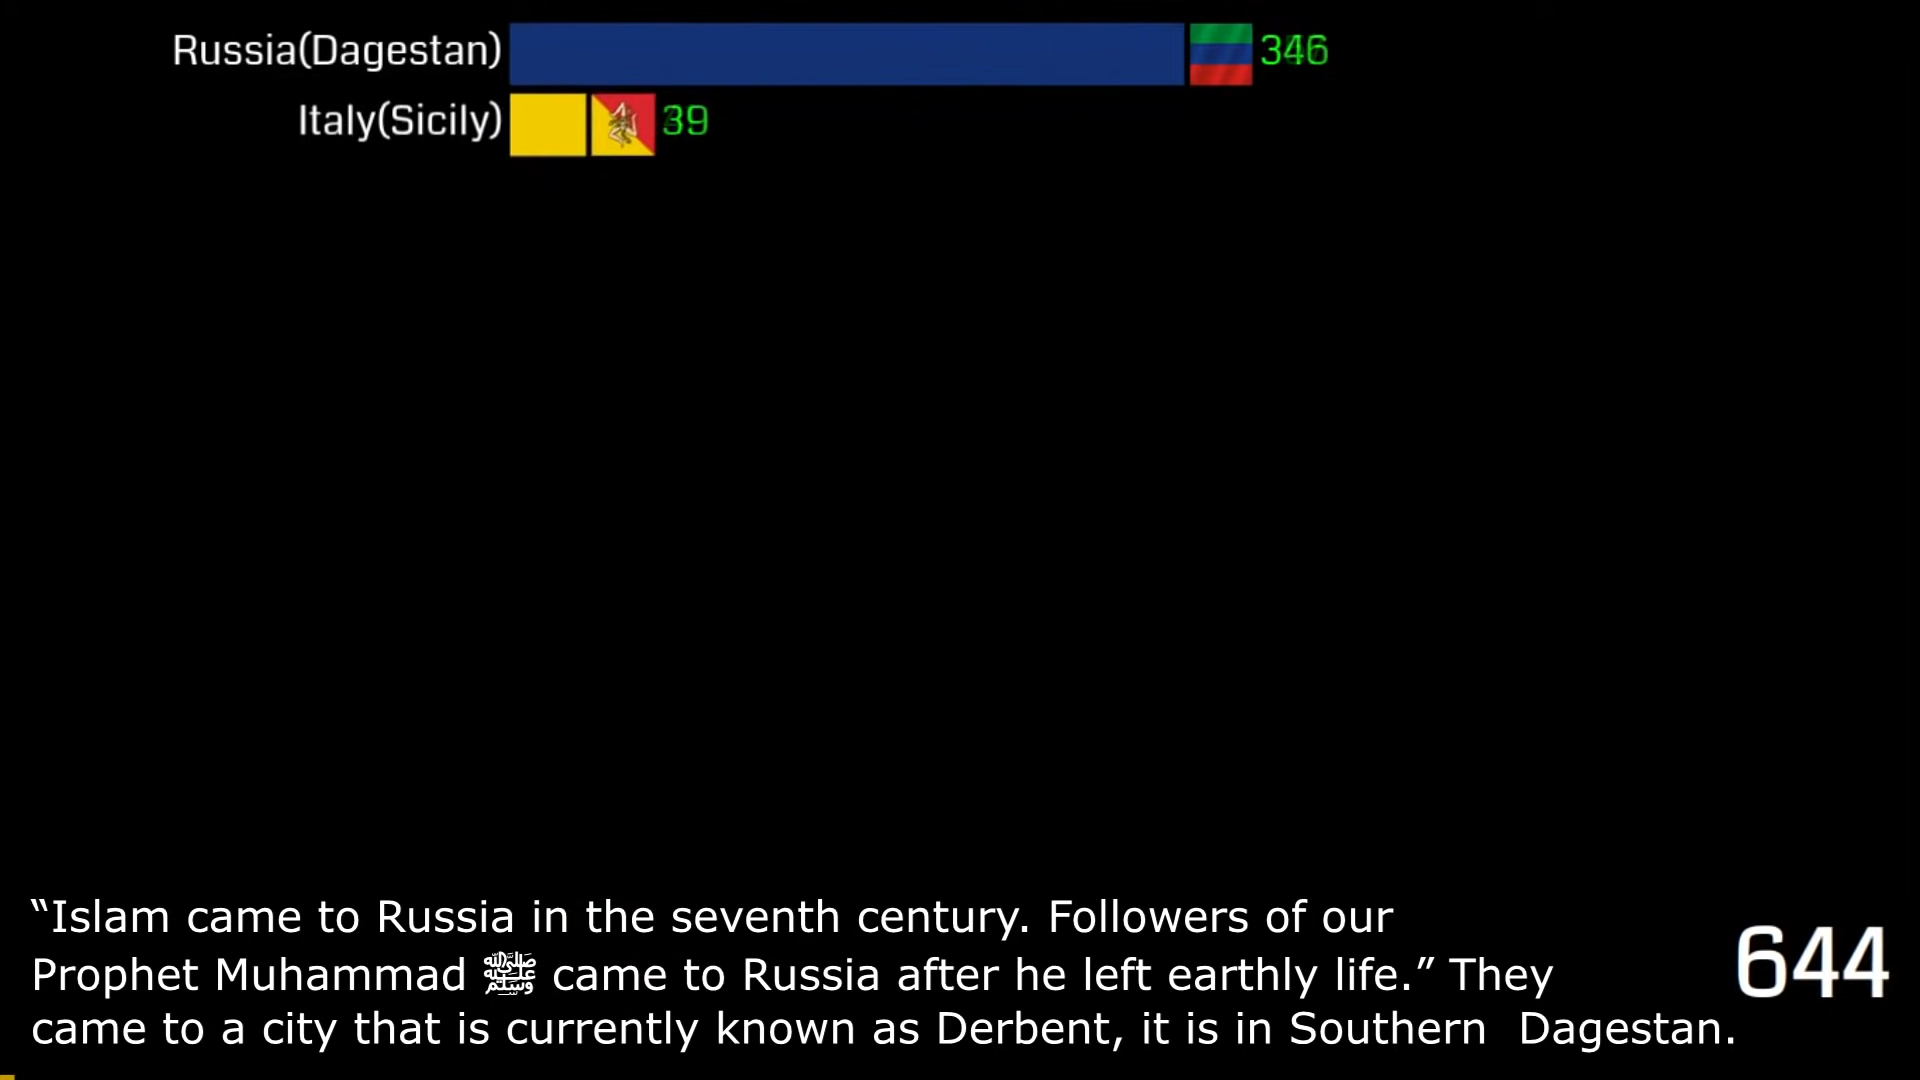 Russia(Dagestan) 346
Italy(Sicily) 39
“Islam came to Russia in the seventh century. Followers of our
Prophet Muhammad ﷺ came to Russia after he left earthly life.” They
came to a city that is currently known as Derbent, it is in Southern  Dagestan.
644